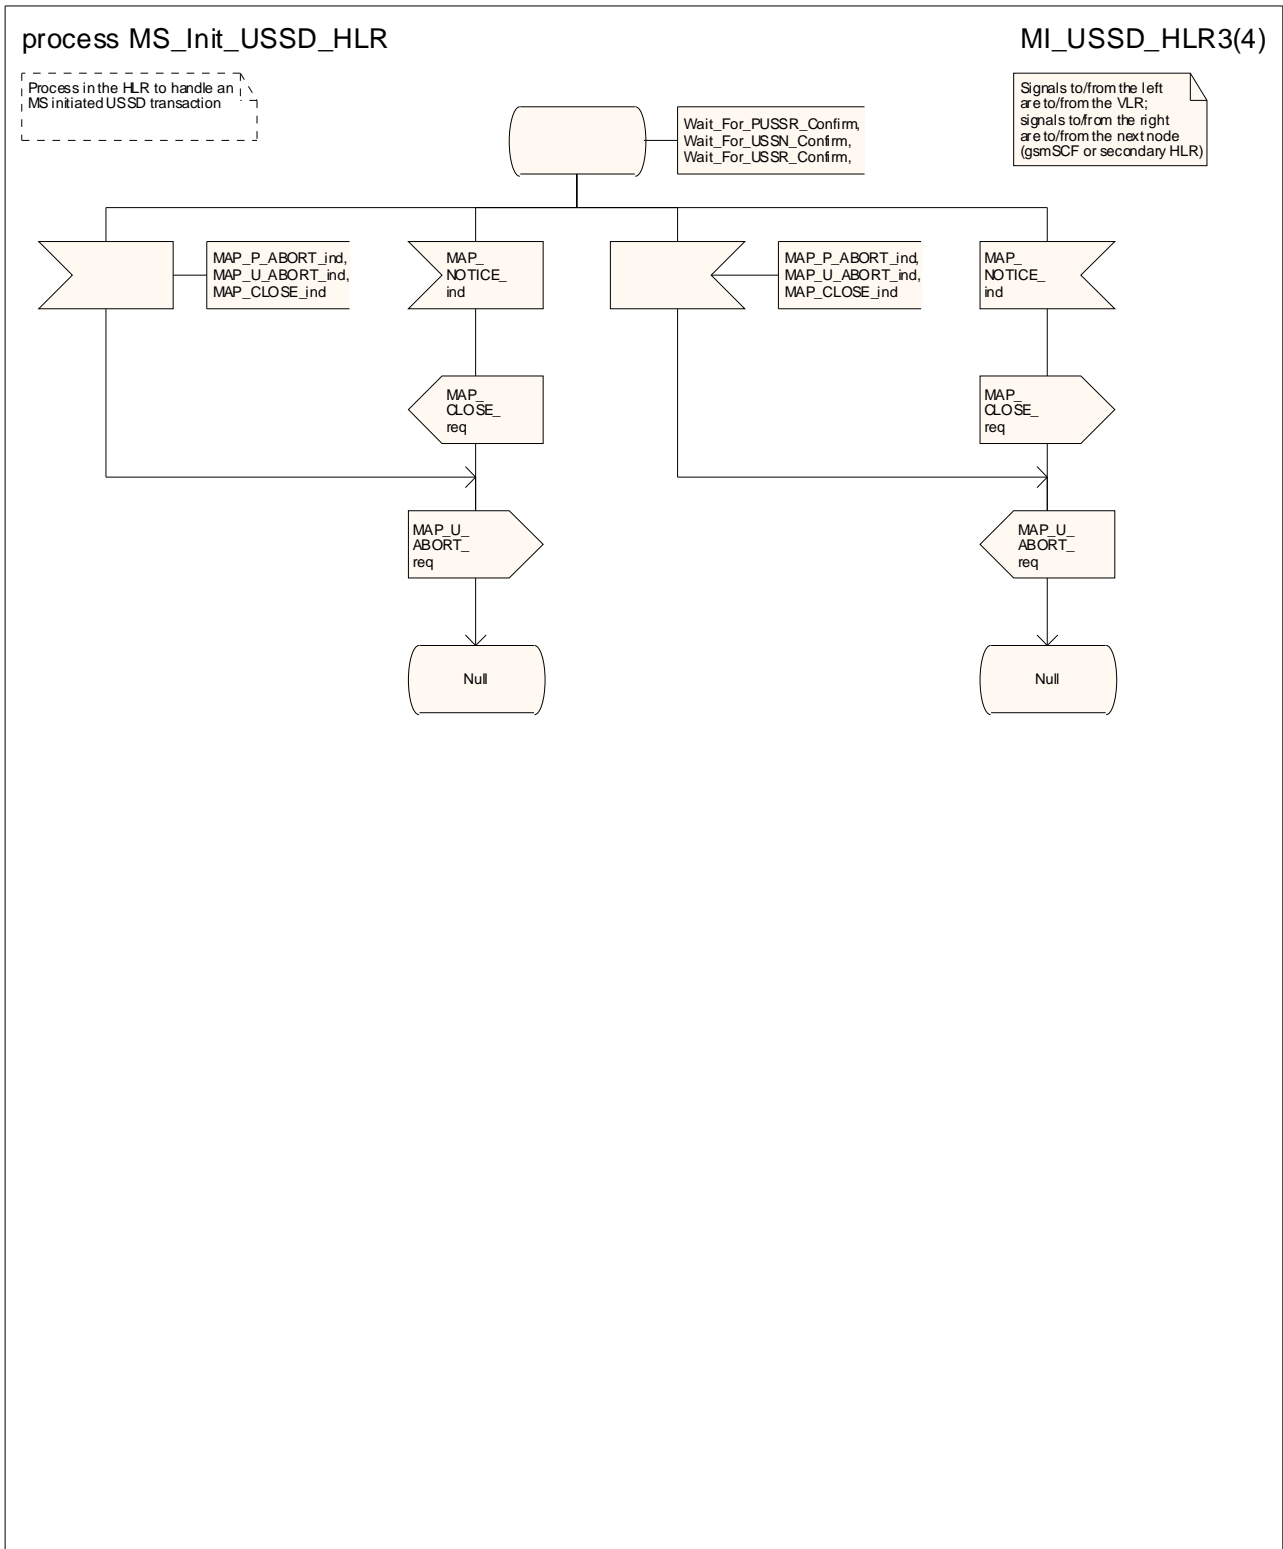 process MS_Init_USSD_HLR
MI_USSD_HLR3(4)
Process in the HLR to handle an
MS initiated USSD transaction
Signals to/from the left
are to/from the VLR;
signals to/from the right
are to/from the next node
(gsmSCF or secondary HLR)
Wait_For_PUSSR_Confirm,
Wait_For_USSN_Confirm,
Wait_For_USSR_Confirm,
MAP_P_ABORT_ind,
MAP_U_ABORT_ind,
MAP_CLOSE_ind
MAP_
NOTICE_
ind
MAP_P_ABORT_ind,
MAP_U_ABORT_ind,
MAP_CLOSE_ind
MAP_
NOTICE_
ind
MAP_
CLOSE_
req
MAP_
CLOSE_
req
MAP_U_
ABORT_
req
MAP_U_
ABORT_
req
Null
Null